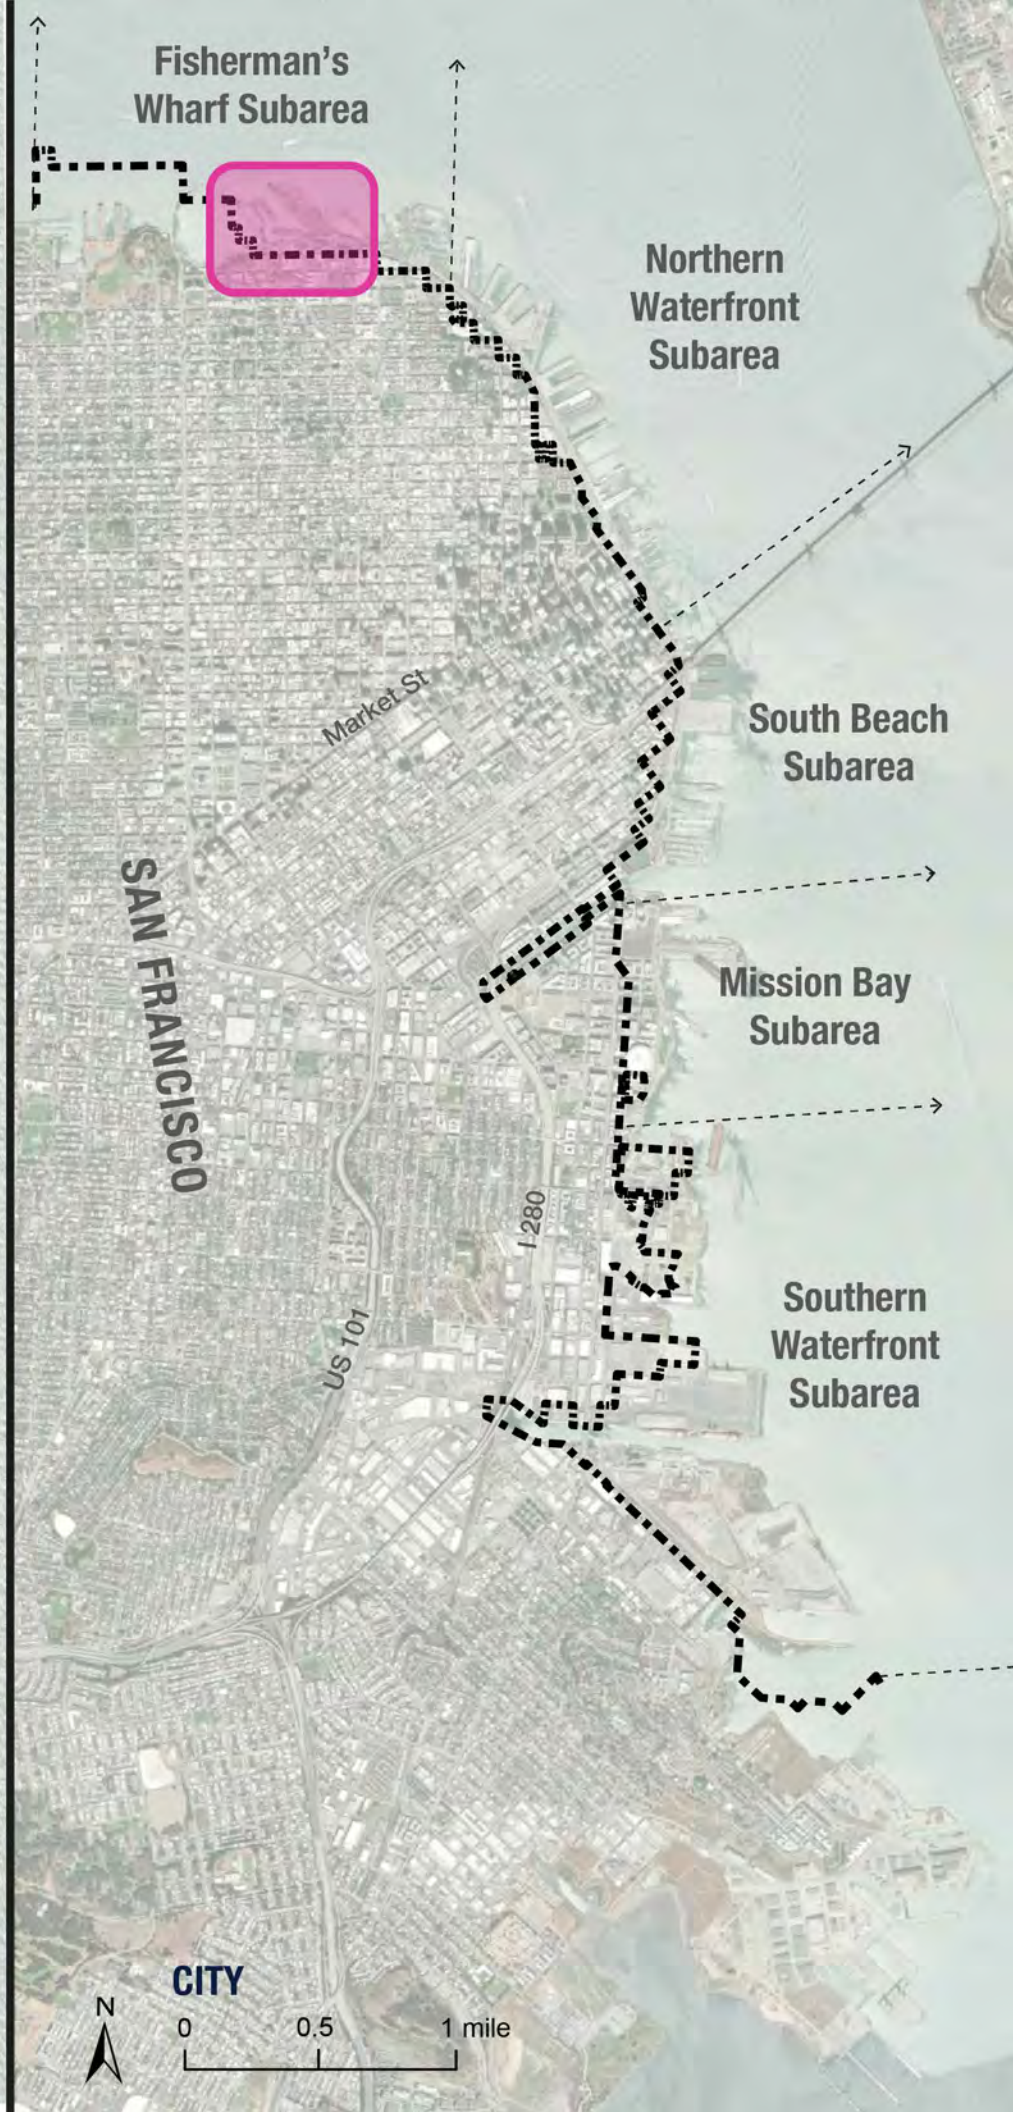 Fisherman's
Wharf Subarea
Northern
Waterfront
Subarea
Market St
South Beach
Subarea
SAN FRANCISCO
Mission Bay
Subarea
I 280
Southern
Waterfront
Subarea
US 101
CITY
N
0 0.5 1 mile